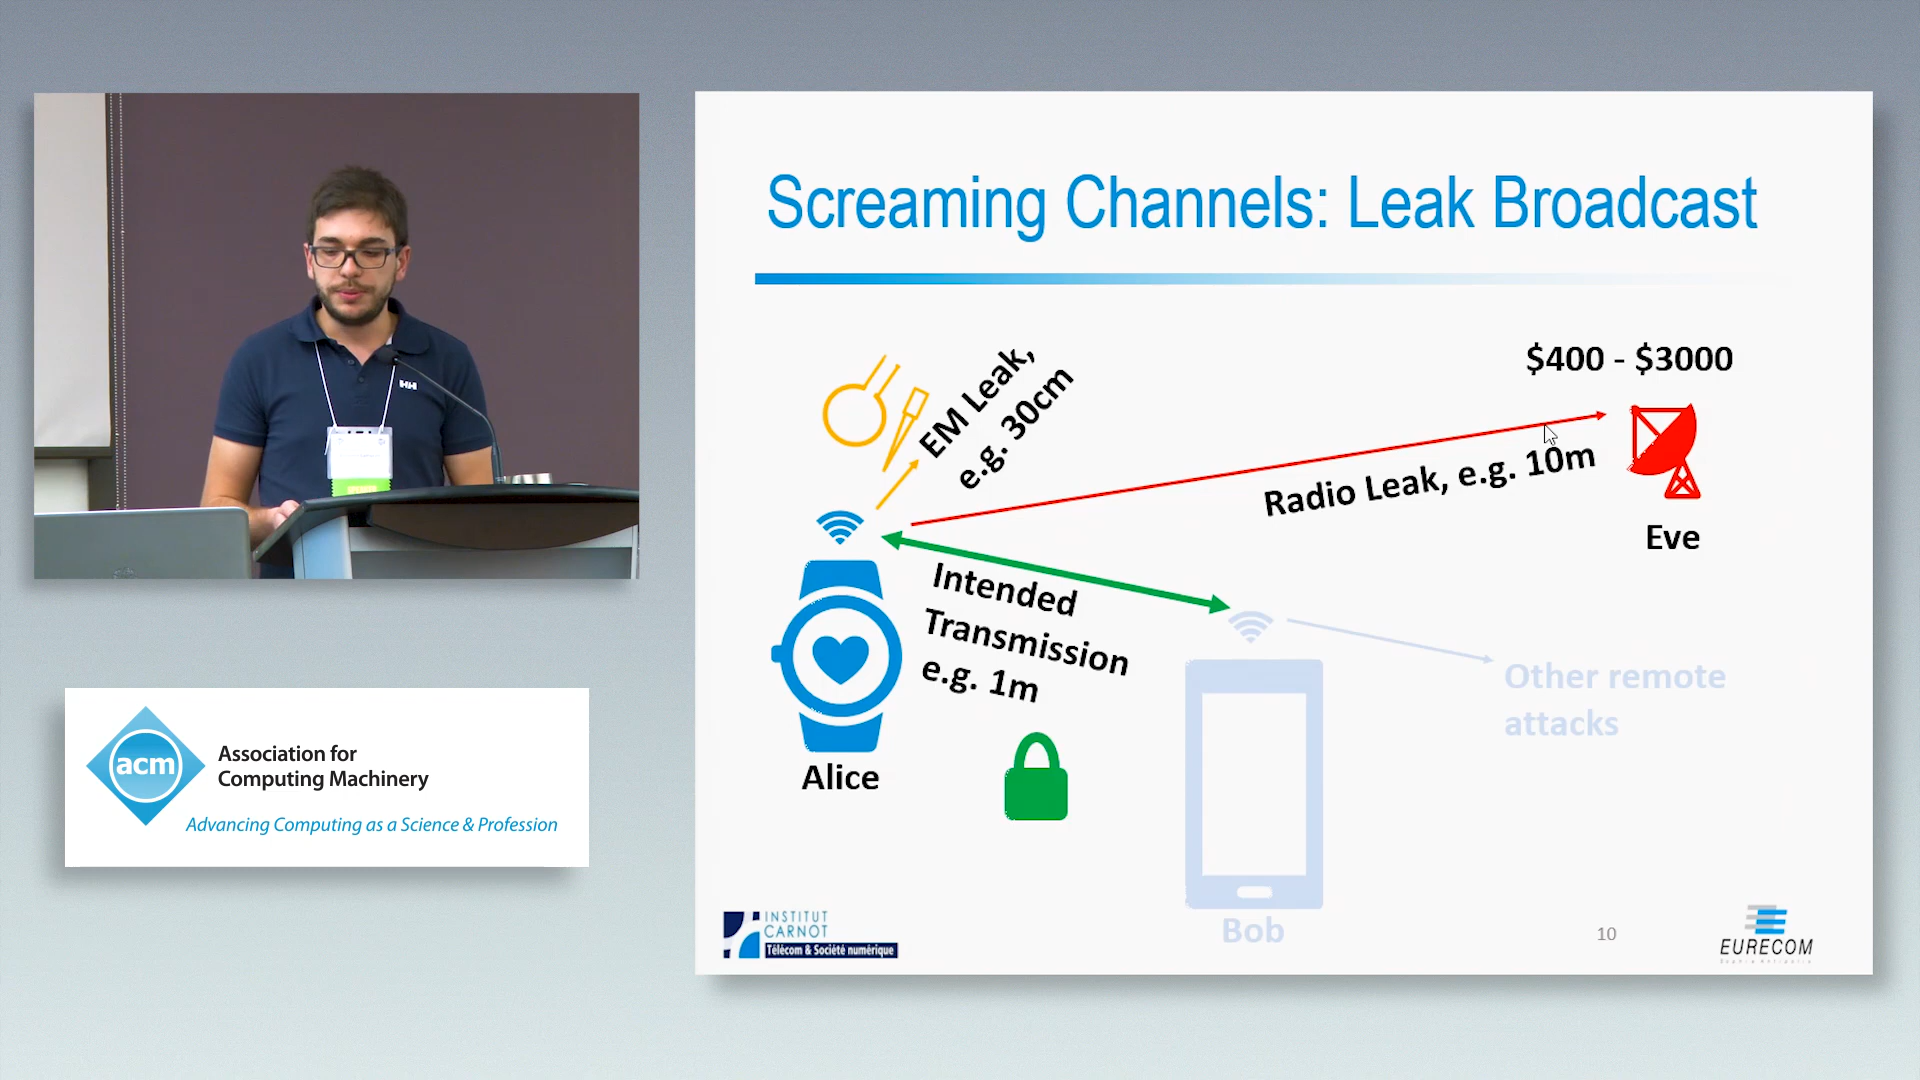 Screaming Channels: Leak Broadcast
$400 - $3000
EM Leak,
e.g. 30cm
Radio Leak, e.g. 10m
Eve
Intended
Transmission
e.g. 1m
Other remote
attacks
Alice
Bob
HH
acm
Association for
Computing Machinery
Advancing Computing as a Science & Profession
INSTITUT
CARNOT
Télécom & Société numérique
10
EURECOM